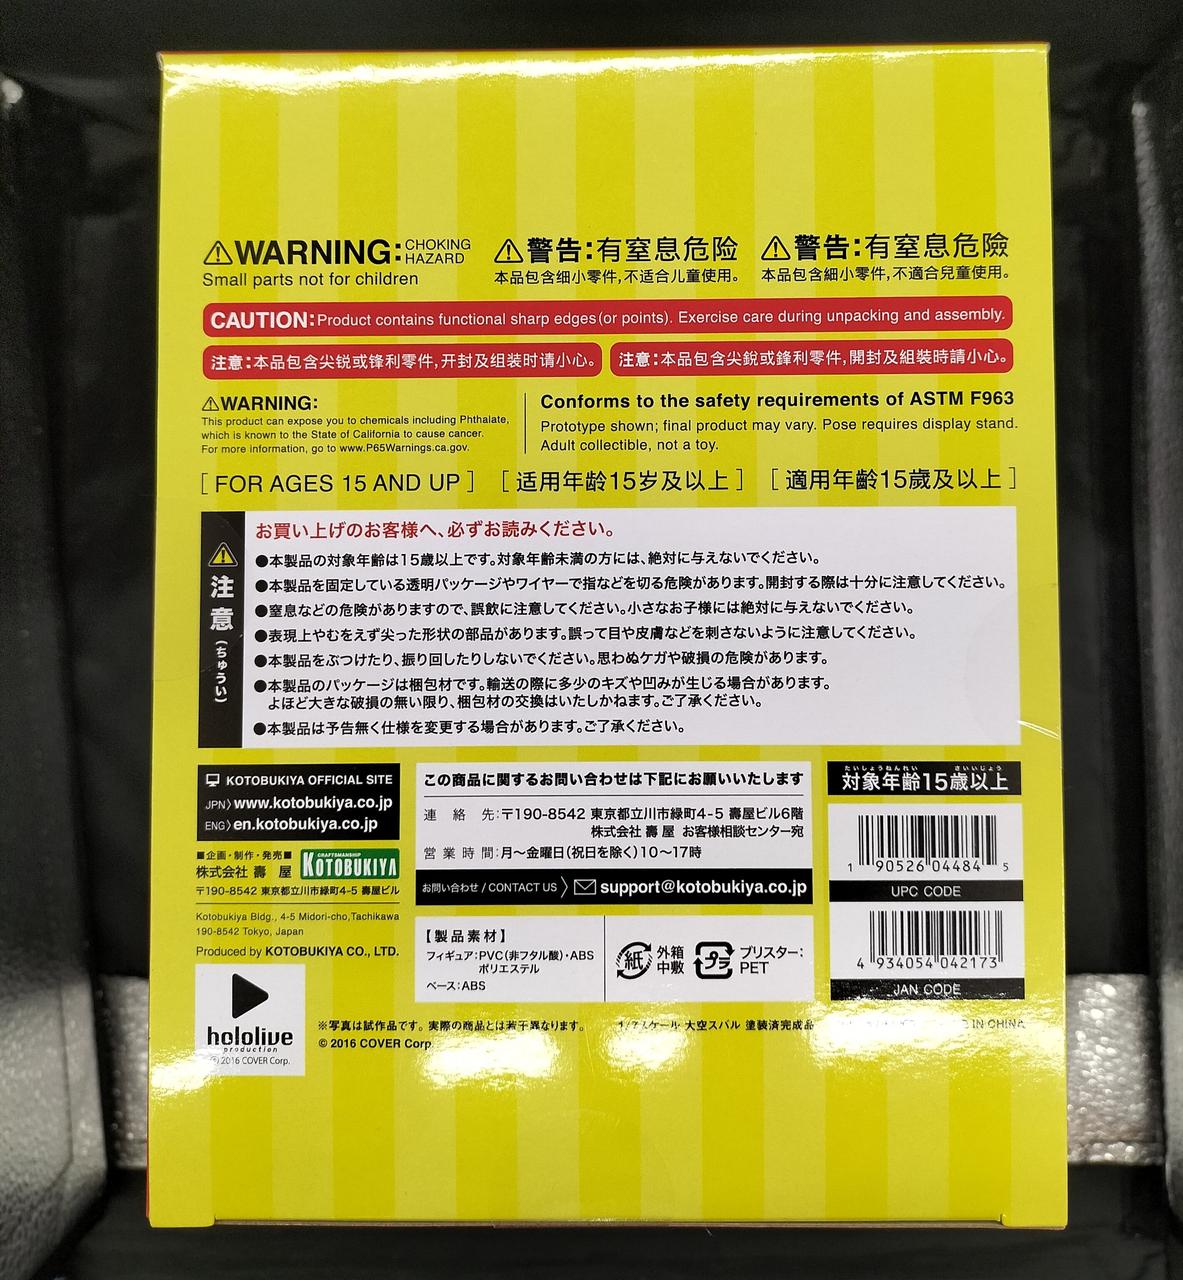 WARNING: CHOKING HAZARD
Small parts not for children
警告:有窒息危险
本品包含细小零件,不适合儿童使用。
警告:有窒息危險
本品包含細小零件,不適合兒童使用。
CAUTION:Product contains functional sharp edges(or points). Exercise care during unpacking and assembly.
注意:本品包含尖锐或锋利零件,开封及组装时请小心。
注意:本品包含尖銳或鋒利零件,開封及組裝時請小心。
WARNING:
This product can expose you to chemicals including Phthalate,
which is known to the State of California to cause cancer.
For more information, go to www.P65Warnings.ca.gov.
Conforms to the safety requirements of ASTM F963
Prototype shown; final product may vary. Pose requires display stand.
Adult collectible, not a toy.
[ FOR AGES 15 AND UP ] [ 适用年龄15岁及以上 ] [ 適用年齡15歲及以上 ]
注意(ちゅうい)
お買い上げのお客様へ、必ずお読みください。
●本製品の対象年齢は15歳以上です。対象年齢未満の方には、絶対に与えないでください。
●本製品を固定している透明パッケージやワイヤーで指などを切る危険があります。開封する際は十分に注意してください。
●窒息などの危険がありますので、誤飲に注意してください。小さなお子様には絶対に与えないでください。
●表現上やむをえず尖った形状の部品があります。誤って目や皮膚などを刺さないように注意してください。
●本製品をぶつけたり、振り回したりしないでください。思わぬケガや破損の危険があります。
●本製品のパッケージは梱包材です。輸送の際に多少のキズや凹みが生じる場合があります。
よほど大きな破損の無い限り、梱包材の交換はいたしかねます。ご了承ください。
●本製品は予告無く仕様を変更する場合があります。ご了承ください。
KOTOBUKIYA OFFICIAL SITE
JPN〉www.kotobukiya.co.jp
ENG〉en.kotobukiya.co.jp
■企画・制作・発売■
株式会社 壽 屋
CRAFTSMANSHIP
KOTOBUKIYA
〒190-8542 東京都立川市緑町4-5 壽屋ビル
Kotobukiya Bldg., 4-5 Midori-cho,Tachikawa
190-8542 Tokyo, Japan
Produced by KOTOBUKIYA CO., LTD.
この商品に関するお問い合わせは下記にお願いいたします
連絡先:〒190-8542 東京都立川市緑町4-5 壽屋ビル6階
株式会社 壽 屋 お客様相談センター宛
営業時間:月〜金曜日(祝日を除く)10〜17時
お問い合わせ / CONTACT US 〉 support@kotobukiya.co.jp
【製品素材】
フィギュア:PVC(非フタル酸)・ABS
ポリエステル
ベース:ABS
紙 外箱
中敷
プラ ブリスター:
PET
たいしょうねんれい さいいじょう
対象年齢15歳以上
1 90526 04484 5
UPC CODE
4 934054 042173
JAN CODE
hololive
production
© 2016 COVER Corp.
※写真は試作品です。実際の商品とは若干異なります。
1/7スケール 大空スバル 塗装済完成品
IN CHINA
© 2016 COVER Corp.